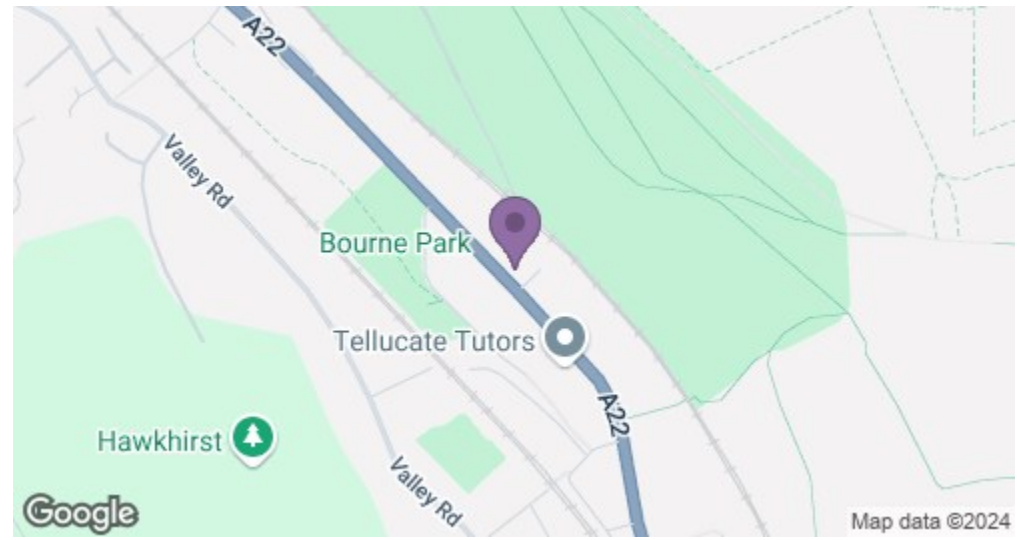 A22
Valley Rd
Bourne Park
Tellucate Tutors
A22
Hawkhirst
Valley Rd
Google
Map data ©2024